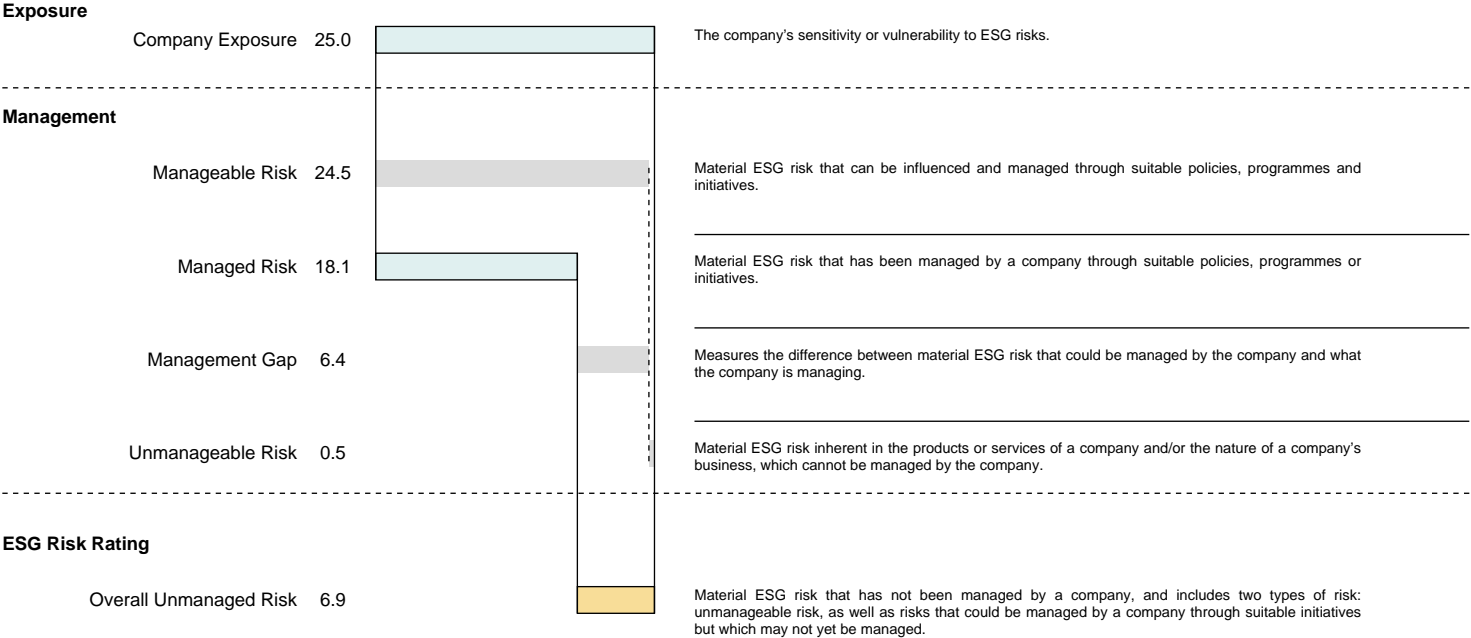 Exposure
Company Exposure 25.0
The company’s sensitivity or vulnerability to ESG risks.
Management
Manageable Risk 24.5
Material ESG risk that can be influenced and managed through suitable policies, programmes and
initiatives.
Managed Risk 18.1
Material ESG risk that has been managed by a company through suitable policies, programmes or
initiatives.
Management Gap 6.4
Measures the difference between material ESG risk that could be managed by the company and what
the company is managing.
Unmanageable Risk 0.5
Material ESG risk inherent in the products or services of a company and/or the nature of a company’s
business, which cannot be managed by the company.
ESG Risk Rating
Overall Unmanaged Risk 6.9
Material ESG risk that has not been managed by a company, and includes two types of risk:
unmanageable risk, as well as risks that could be managed by a company through suitable initiatives
but which may not yet be managed.